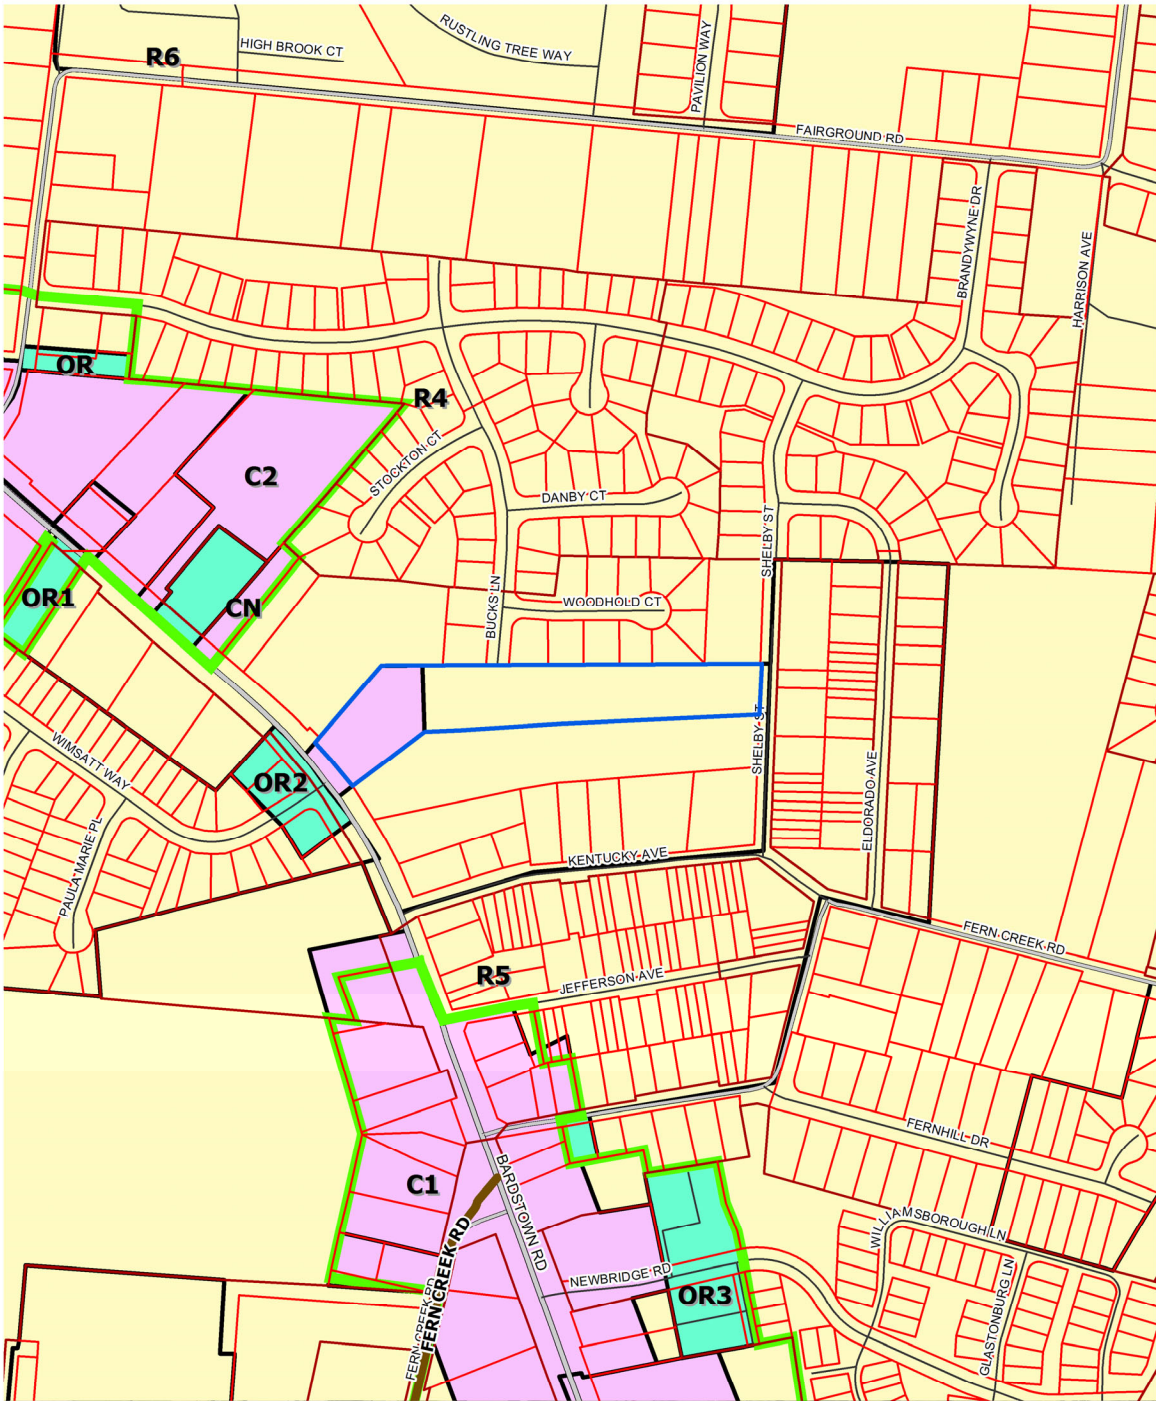 RUSTLING TREE WAY
HIGH BROOK CT
R6
PAVILION WAY
FAIRGROUND RD
BRANDYWYNE DR
HARRISON AVE
OR
R4
STOCKTON CT
C2
DANBY CT
SHELBY ST
OR1
CN
BUCKS LN
WOODHOLD CT
WIMSATT WAY
OR2
SHELBY ST
ELDORADO AVE
PAULA MARIE PL
KENTUCKY AVE
FERN CREEK RD
R5
JEFFERSON AVE
FERNHILL DR
C1
BARDSTOWN RD
WILLIAMSBOROUGH LN
FERN CREEK RD
FERN CREEK RD
NEWBRIDGE RD
OR3
GLASTONBURG LN